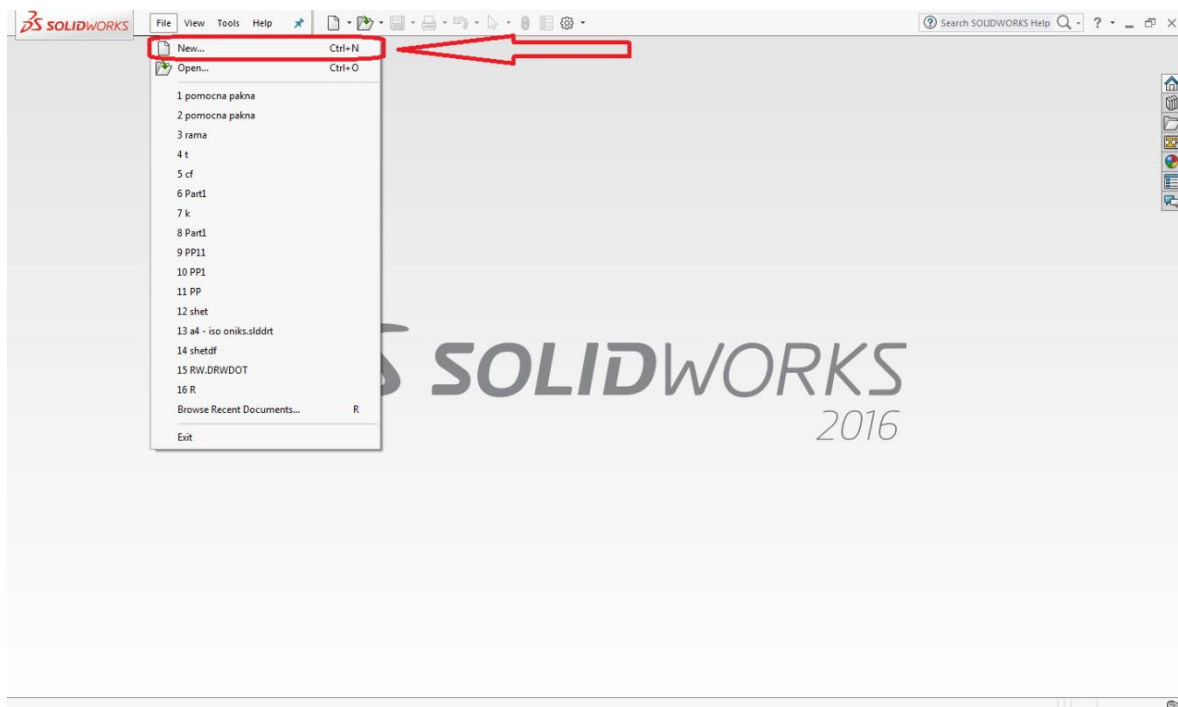 SOLIDWORKS File View Tools Help Search SOLIDWORKS Help ?
New... Ctrl+N
Open... Ctrl+O
1 pomocna pakna
2 pomocna pakna
3 rama
4 t
5 cf
6 Part1
7 k
8 Part1
9 PP11
10 PP1
11 PP
12 shet
13 a4 - iso oniks.slddrt
14 shetdf
15 RW.DRWDOT
16 R
Browse Recent Documents... R
Exit
SOLIDWORKS
2016